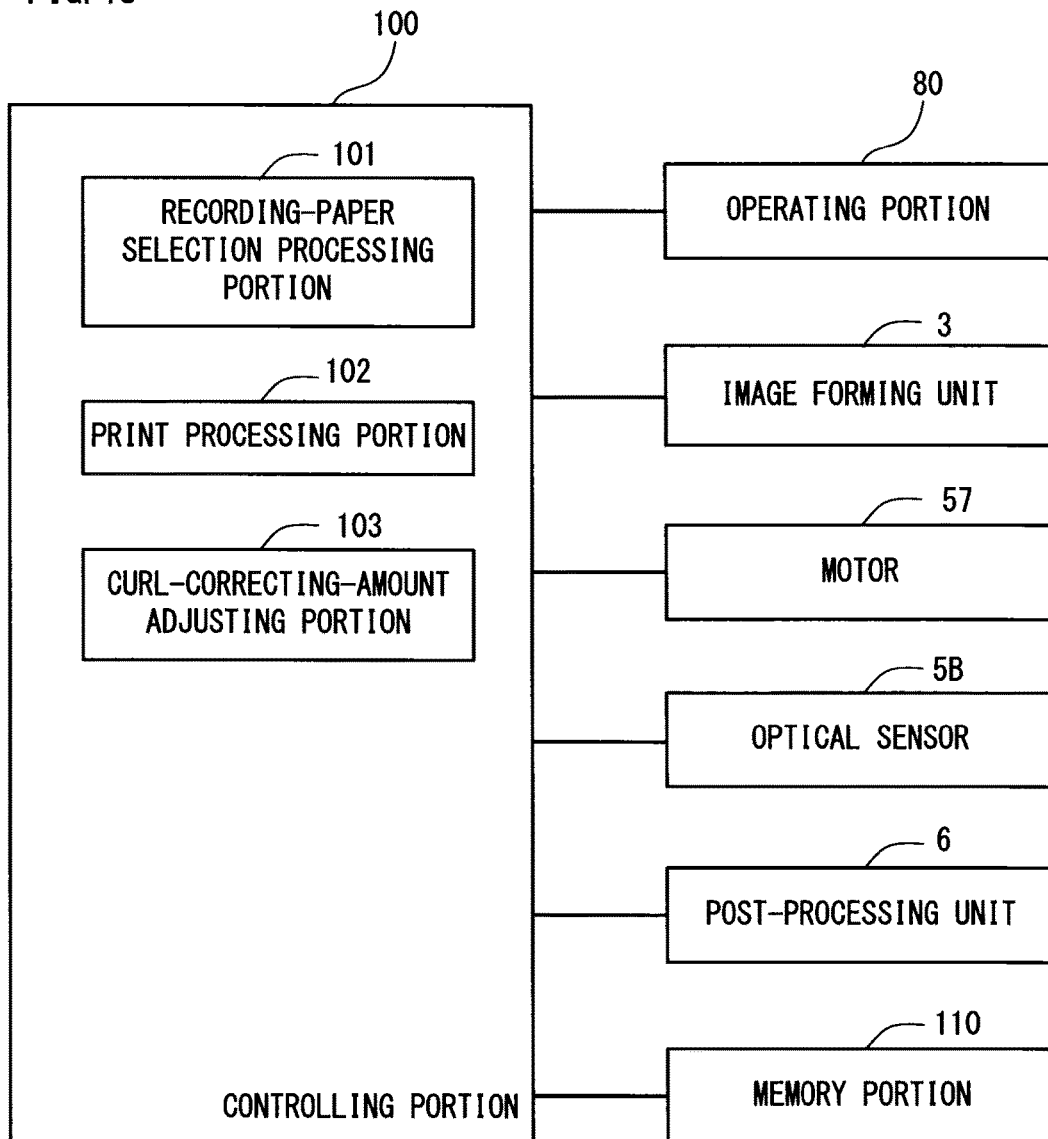 100
101
RECORDING-PAPER
SELECTION PROCESSING
PORTION
102
PRINT PROCESSING PORTION
103
CURL-CORRECTING-AMOUNT
ADJUSTING PORTION
CONTROLLING PORTION
80
OPERATING PORTION
3
IMAGE FORMING UNIT
57
MOTOR
5B
OPTICAL SENSOR
6
POST-PROCESSING UNIT
110
MEMORY PORTION